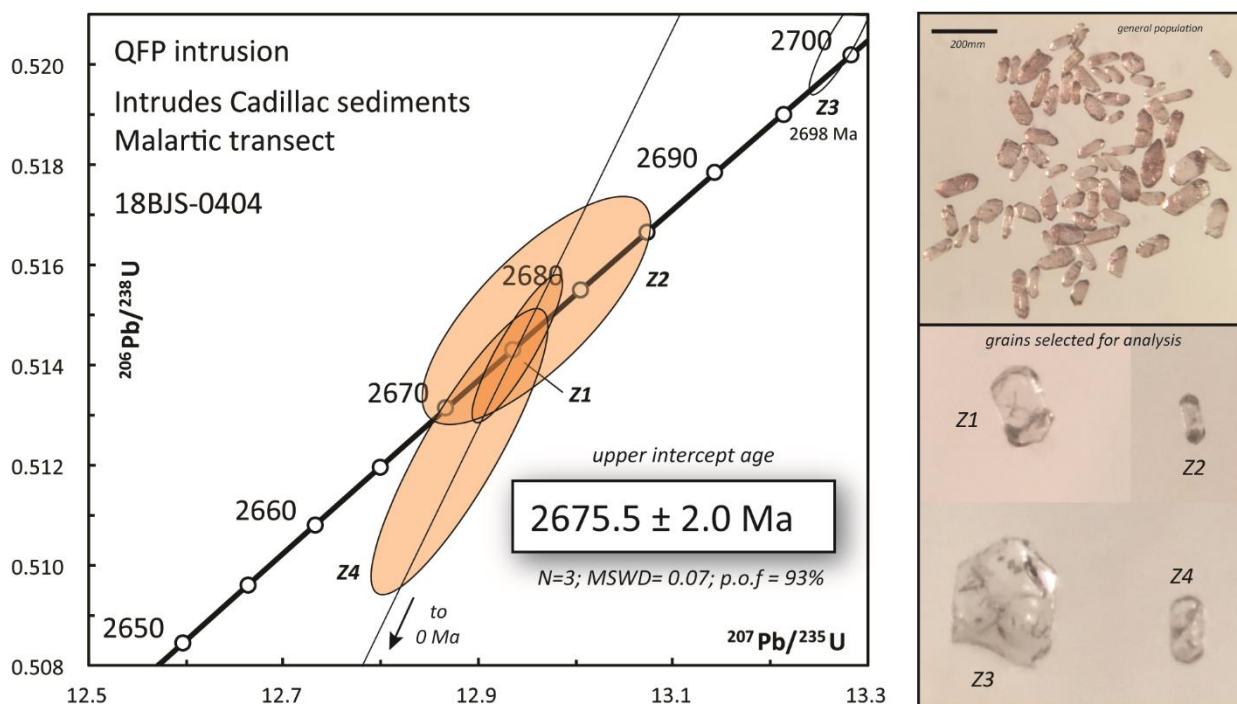 QFP intrusion
Intrudes Cadillac sediments
Malartic transect
18BJS-0404
0.520
0.518
0.516
0.514
0.512
0.510
0.508
²⁰⁶Pb/²³⁸U
2700
Z3
2698 Ma
2690
2680
Z2
2670
Z1
2660
Z4
2650
upper intercept age
2675.5 ± 2.0 Ma
N=3; MSWD= 0.07; p.o.f = 93%
to
0 Ma
²⁰⁷Pb/²³⁵U
12.5
12.7
12.9
13.1
13.3
general population
200mm
grains selected for analysis
Z1
Z2
Z3
Z4